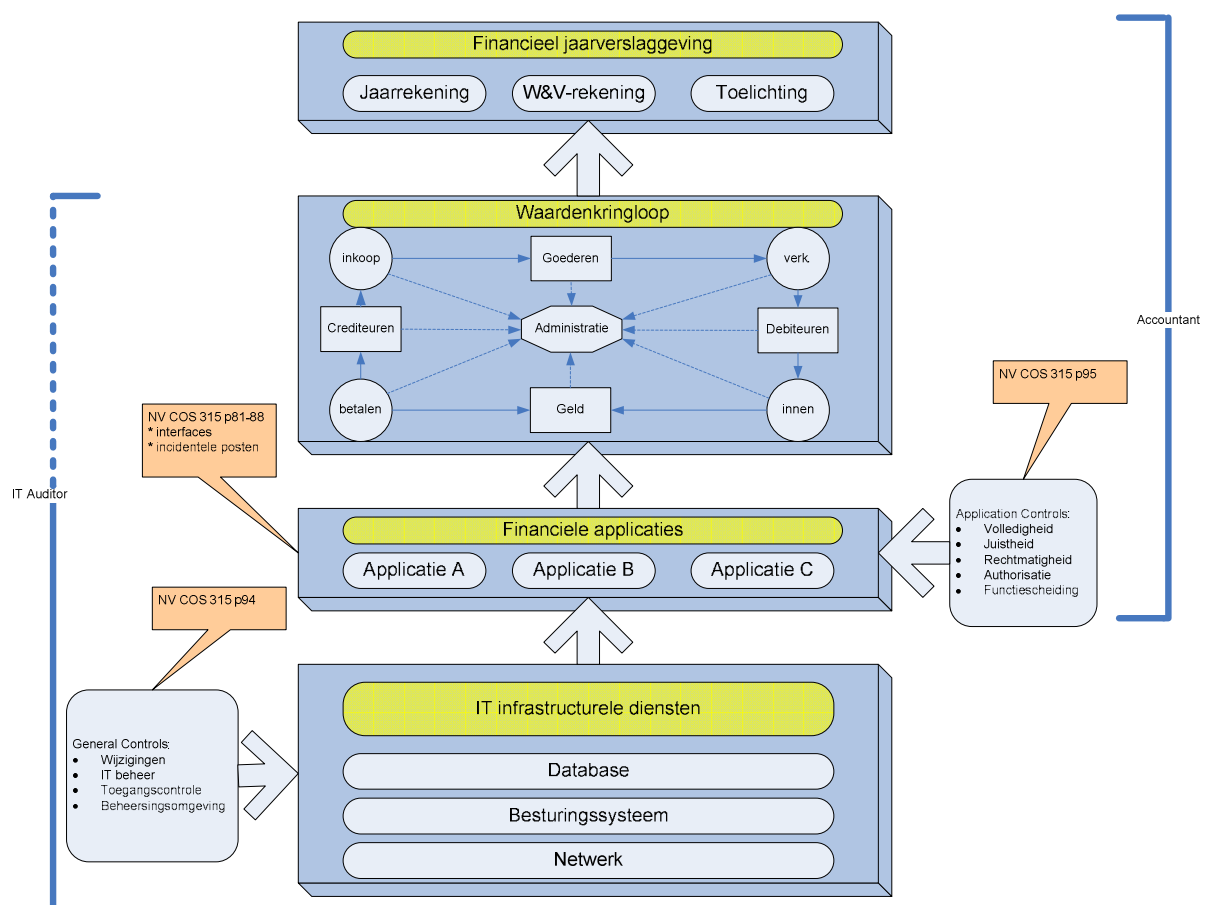 Financieel jaarverslaggeving
Jaarrekening
W&V-rekening
Toelichting
Waardenkringloop
inkoop
Goederen
verk.
Crediteuren
Administratie
Debiteuren
betalen
Geld
innen
Accountant
IT Auditor
NV COS 315 p95
NV COS 315 p81-88
* interfaces
* incidentele posten
Financiele applicaties
Applicatie A
Applicatie B
Applicatie C
Application Controls:
• Volledigheid
• Juistheid
• Rechtmatigheid
• Authorisatie
• Functiescheiding
NV COS 315 p94
IT infrastructurele diensten
Database
Besturingssysteem
Netwerk
General Controls:
• Wijzigingen
• IT beheer
• Toegangscontrole
• Beheersingsomgeving